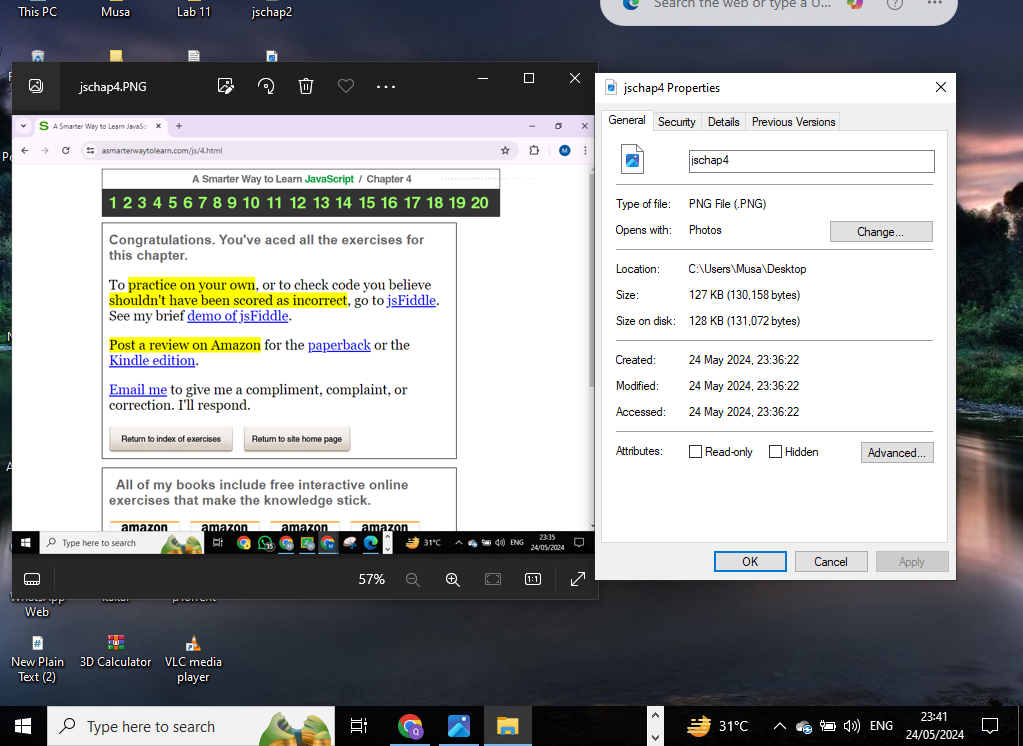 This PC
Musa
Lab 11
jschap2
Search the web or type a U...
jschap4.PNG
A Smarter Way to Learn JavaSc
asmarterwaytolearn.com/js/4.html
M
A Smarter Way to Learn JavaScript / Chapter 4
1 2 3 4 5 6 7 8 9 10 11 12 13 14 15 16 17 18 19 20
Congratulations. You've aced all the exercises for
this chapter.
To practice on your own, or to check code you believe
shouldn't have been scored as incorrect, go to jsFiddle.
See my brief demo of jsFiddle.
Post a review on Amazon for the paperback or the
Kindle edition.
Email me to give me a compliment, complaint, or
correction. I'll respond.
Return to index of exercises
Return to site home page
All of my books include free interactive online
exercises that make the knowledge stick.
amazon
amazon
amazon
amazon
Type here to search
31°C
ENG
23:35
24/05/2024
57%
1:1
jschap4 Properties
General
Security
Details
Previous Versions
jschap4
Type of file: PNG File (.PNG)
Opens with: Photos
Change...
Location: C:\Users\Musa\Desktop
Size: 127 KB (130,158 bytes)
Size on disk: 128 KB (131,072 bytes)
Created: 24 May 2024, 23:36:22
Modified: 24 May 2024, 23:36:22
Accessed: 24 May 2024, 23:36:22
Attributes:
Read-only
Hidden
Advanced...
OK
Cancel
Apply
WhatsApp
Web
New Plain
Text (2)
3D Calculator
VLC media
player
Type here to search
Q
31°C
ENG
23:41
24/05/2024